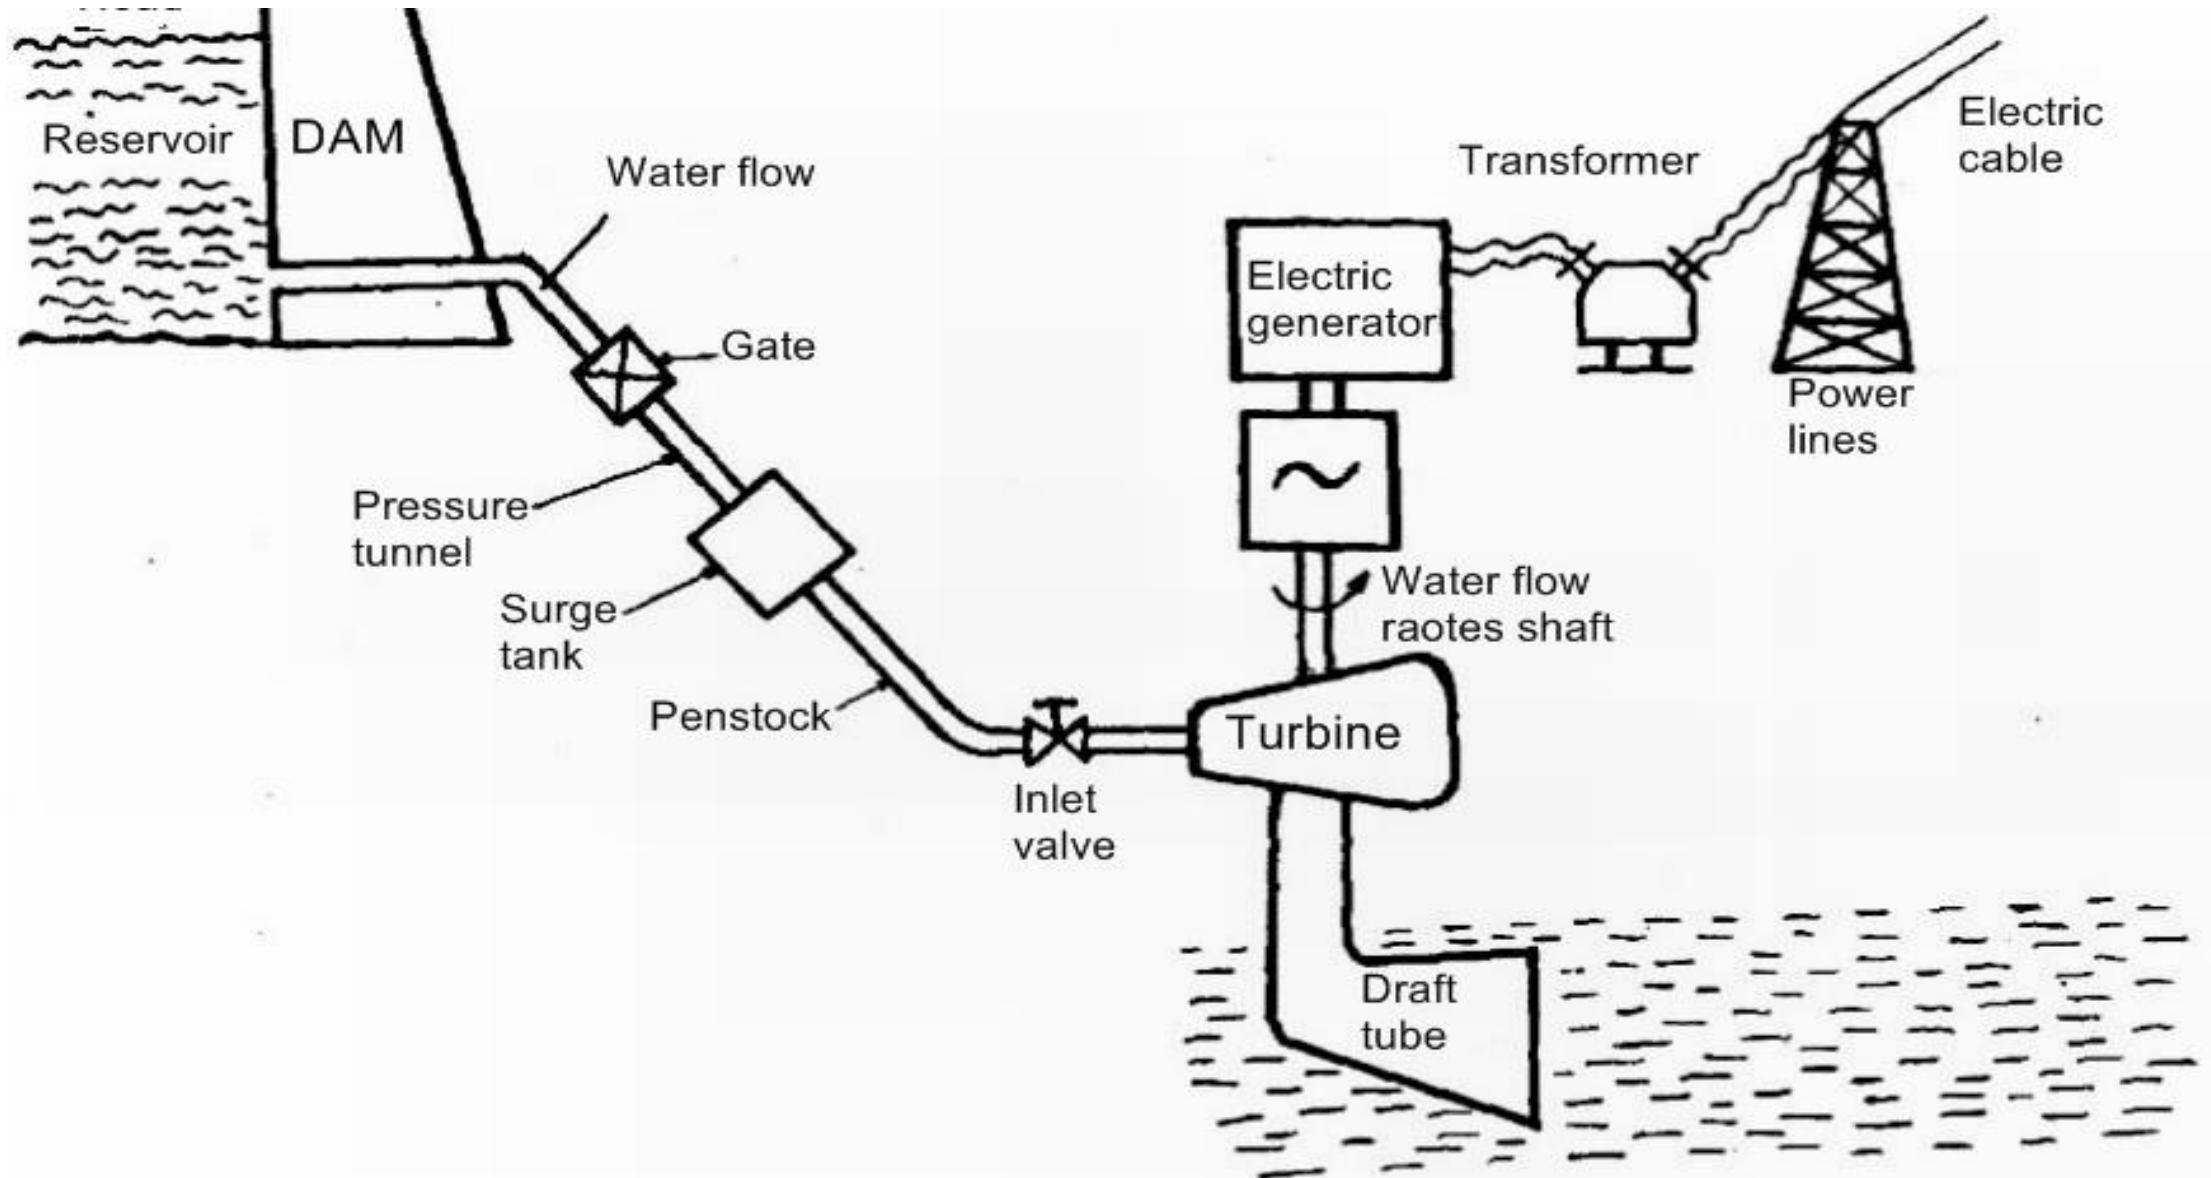 Reservoir
DAM
Water flow
Gate
Pressure
tunnel
Surge
tank
Penstock
Inlet
valve
Electric
generator
Transformer
Electric
cable
Power
lines
Water flow
raotes shaft
Turbine
Draft
tube